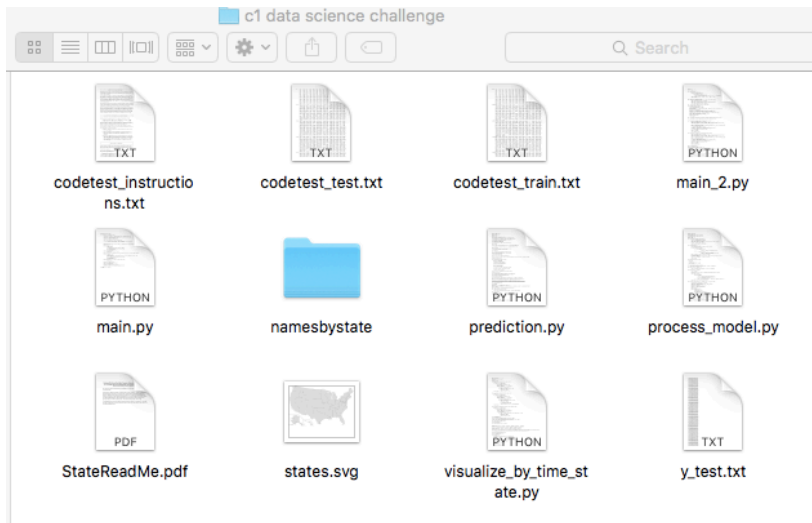 c1 data science challenge
Search
TXT
TXT
TXT
PYTHON
codetest_instructio
ns.txt
codetest_test.txt
codetest_train.txt
main_2.py
PYTHON
PYTHON
PYTHON
main.py
namesbystate
prediction.py
process_model.py
PDF
PYTHON
TXT
StateReadMe.pdf
states.svg
visualize_by_time_st
ate.py
y_test.txt